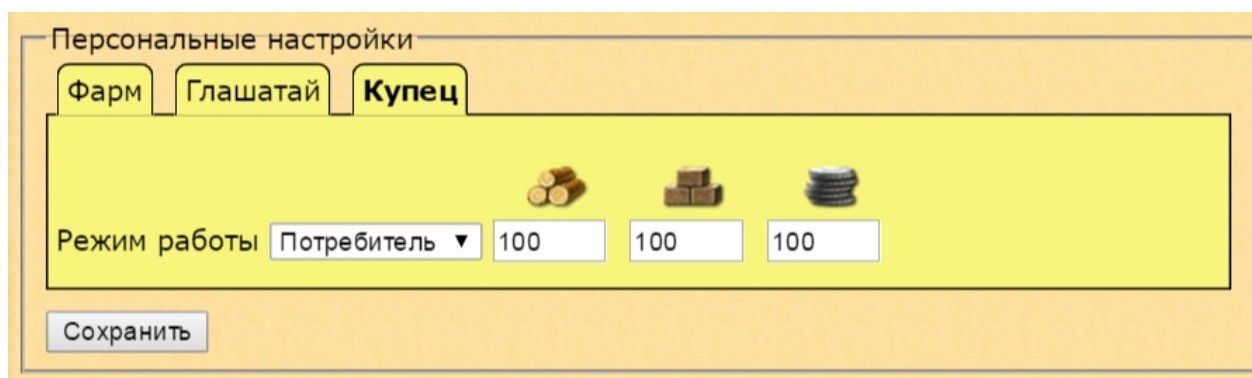 Персональные настройки
Фарм Глашатай Купец
Режим работы Потребитель ▼ 100 100 100
Сохранить